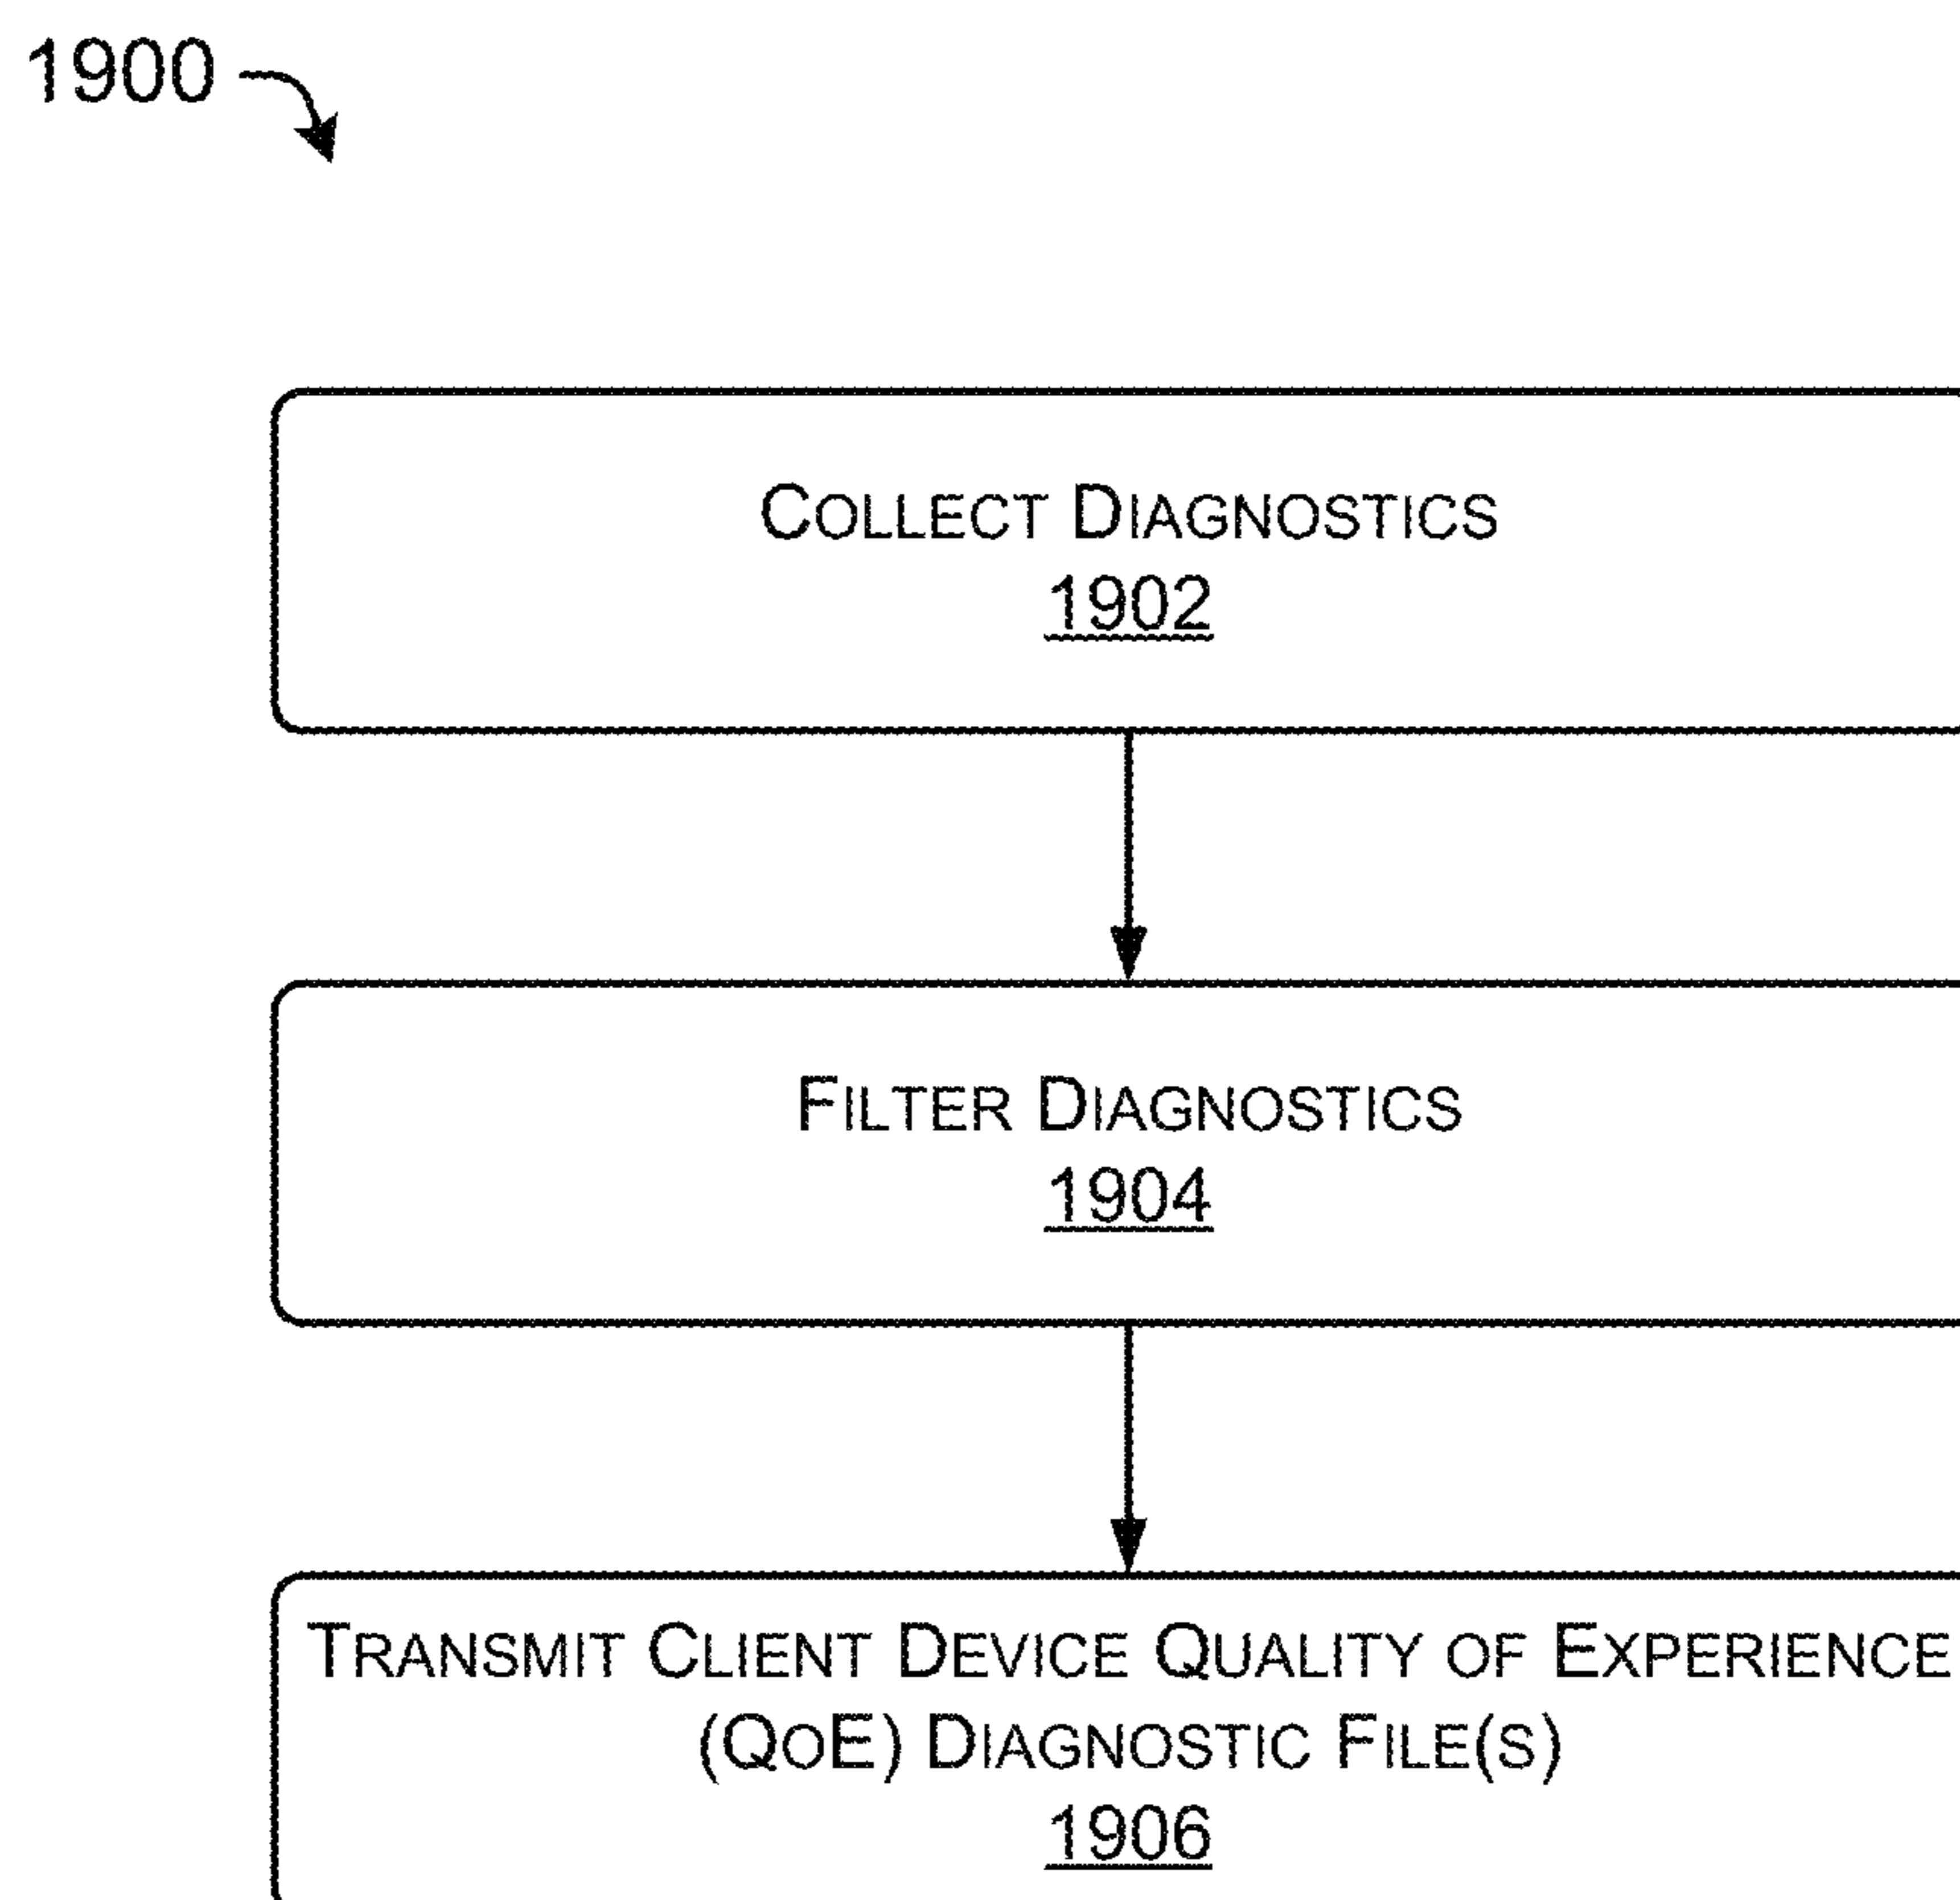 1900
COLLECT DIAGNOSTICS
1902
FILTER DIAGNOSTICS
1904
TRANSMIT CLIENT DEVICE QUALITY OF EXPERIENCE
(QOE) DIAGNOSTIC FILE(S)
1906